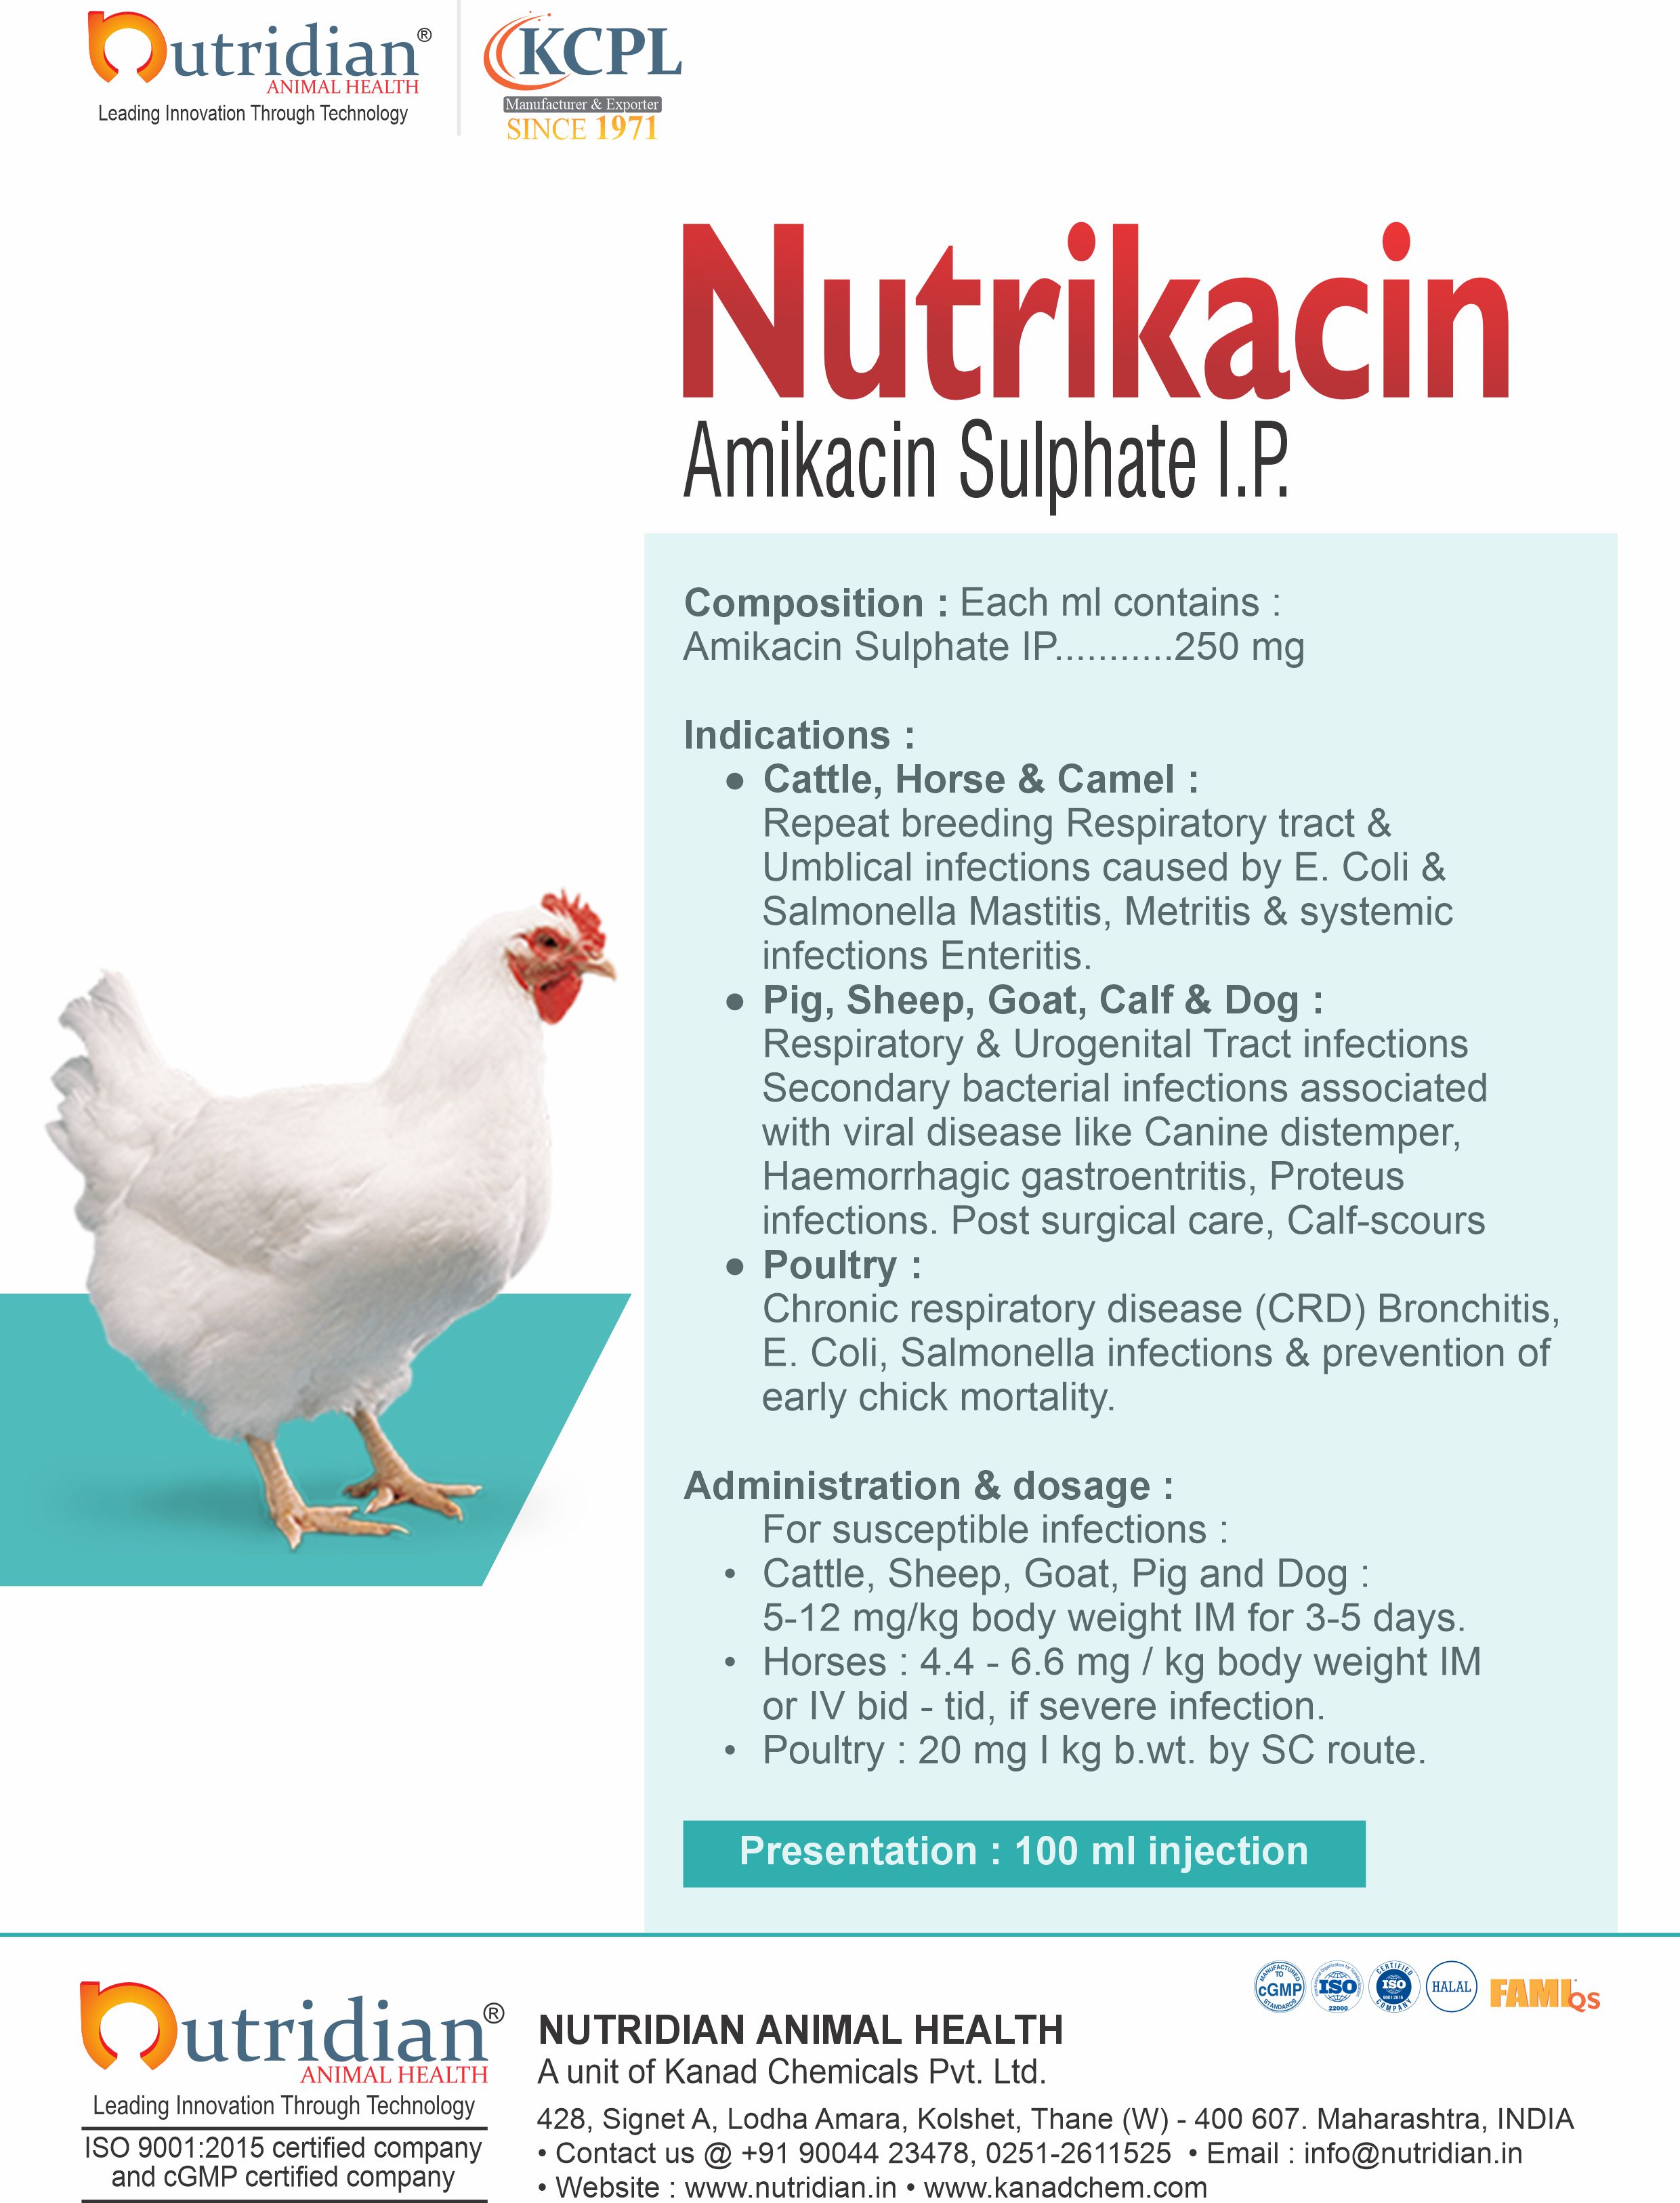 nutridian®
ANIMAL HEALTH
Leading Innovation Through Technology
KCPL
Manufacturer & Exporter
SINCE 1971
Nutrikacin
Amikacin Sulphate I.P.
Composition : Each ml contains :
Amikacin Sulphate IP...........250 mg
Indications :
● Cattle, Horse & Camel :
Repeat breeding Respiratory tract &
Umblical infections caused by E. Coli &
Salmonella Mastitis, Metritis & systemic
infections Enteritis.
● Pig, Sheep, Goat, Calf & Dog :
Respiratory & Urogenital Tract infections
Secondary bacterial infections associated
with viral disease like Canine distemper,
Haemorrhagic gastroentritis, Proteus
infections. Post surgical care, Calf-scours
● Poultry :
Chronic respiratory disease (CRD) Bronchitis,
E. Coli, Salmonella infections & prevention of
early chick mortality.
Administration & dosage :
For susceptible infections :
• Cattle, Sheep, Goat, Pig and Dog :
5-12 mg/kg body weight IM for 3-5 days.
• Horses : 4.4 - 6.6 mg / kg body weight IM
or IV bid - tid, if severe infection.
• Poultry : 20 mg I kg b.wt. by SC route.
Presentation : 100 ml injection
MANUFACTURED TO cGMP STANDARDS
ISO 22000
CERTIFIED ISO 9001:2015 COMPANY
HALAL
FAMI QS
nutridian®
ANIMAL HEALTH
Leading Innovation Through Technology
ISO 9001:2015 certified company
and cGMP certified company
NUTRIDIAN ANIMAL HEALTH
A unit of Kanad Chemicals Pvt. Ltd.
428, Signet A, Lodha Amara, Kolshet, Thane (W) - 400 607. Maharashtra, INDIA
• Contact us @ +91 90044 23478, 0251-2611525 • Email : info@nutridian.in
• Website : www.nutridian.in • www.kanadchem.com